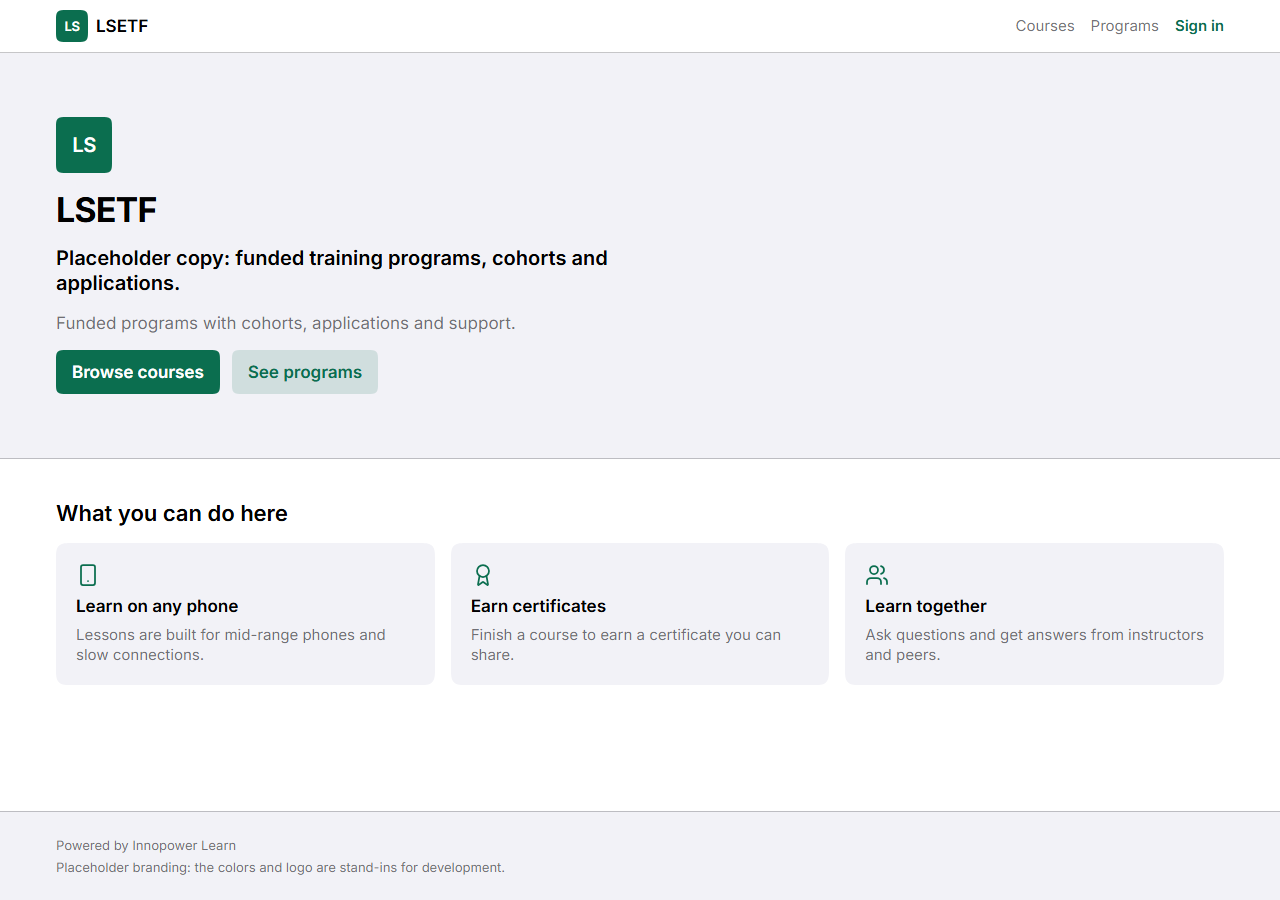 LS LSETF
Courses Programs Sign in
LS
LSETF
Placeholder copy: funded training programs, cohorts and
applications.
Funded programs with cohorts, applications and support.
Browse courses See programs
What you can do here
Learn on any phone
Lessons are built for mid-range phones and
slow connections.
Earn certificates
Finish a course to earn a certificate you can
share.
Learn together
Ask questions and get answers from instructors
and peers.
Powered by Innopower Learn
Placeholder branding: the colors and logo are stand-ins for development.